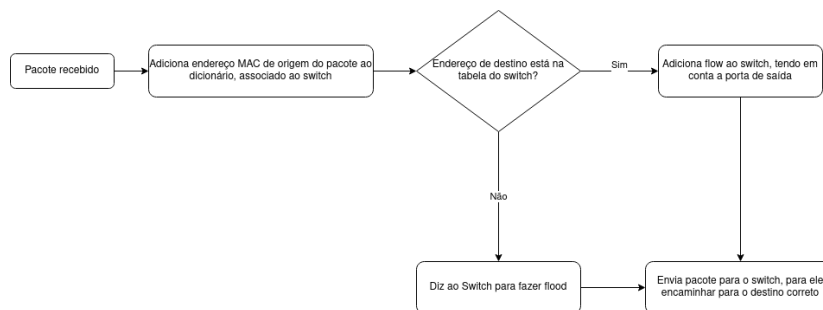 Pacote recebido
Adiciona endereço MAC de origem do pacote ao
dicionário, associado ao switch
Endereço de destino está na
tabela do switch?
Sim
Adiciona flow ao switch, tendo em
conta a porta de saída
Não
Diz ao Switch para fazer flood
Envia pacote para o switch, para ele
encaminhar para o destino correto